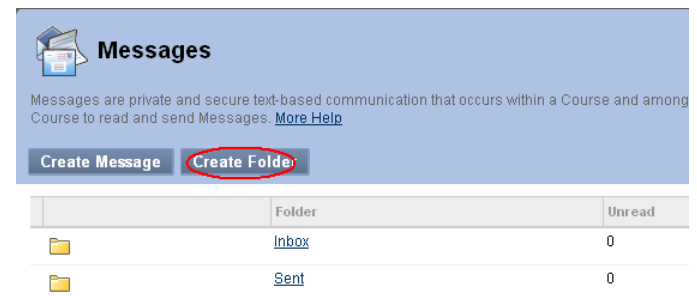 Messages
Messages are private and secure text-based communication that occurs within a Course and among
Course to read and send Messages. More Help
Create Message Create Folder
Folder Unread
Inbox 0
Sent 0